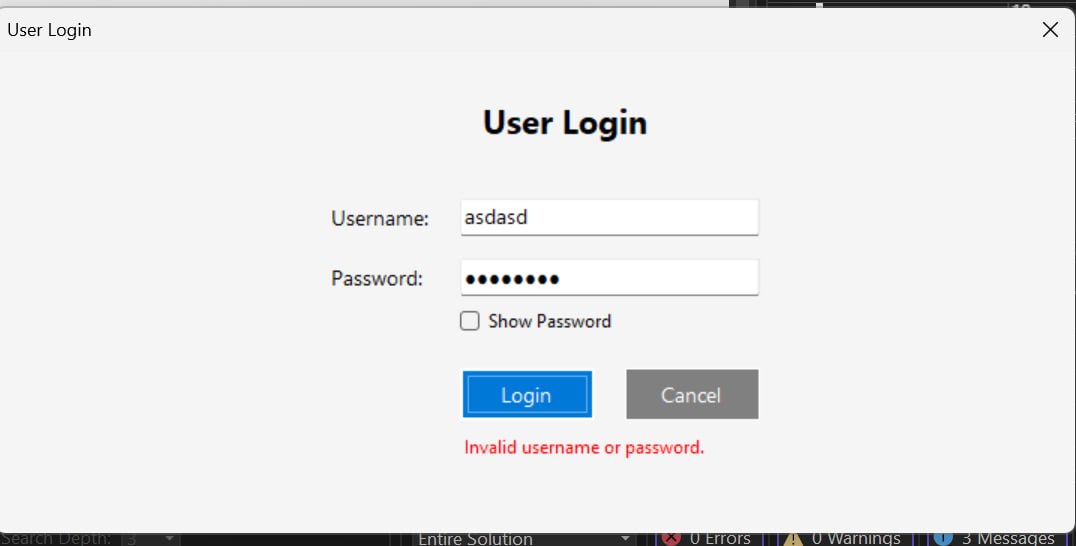 User Login
User Login
Username: asdasd
Password: ••••••••
Show Password
Login Cancel
Invalid username or password.
Search Depth: 3 Entire Solution 0 Errors 0 Warnings 3 Messages